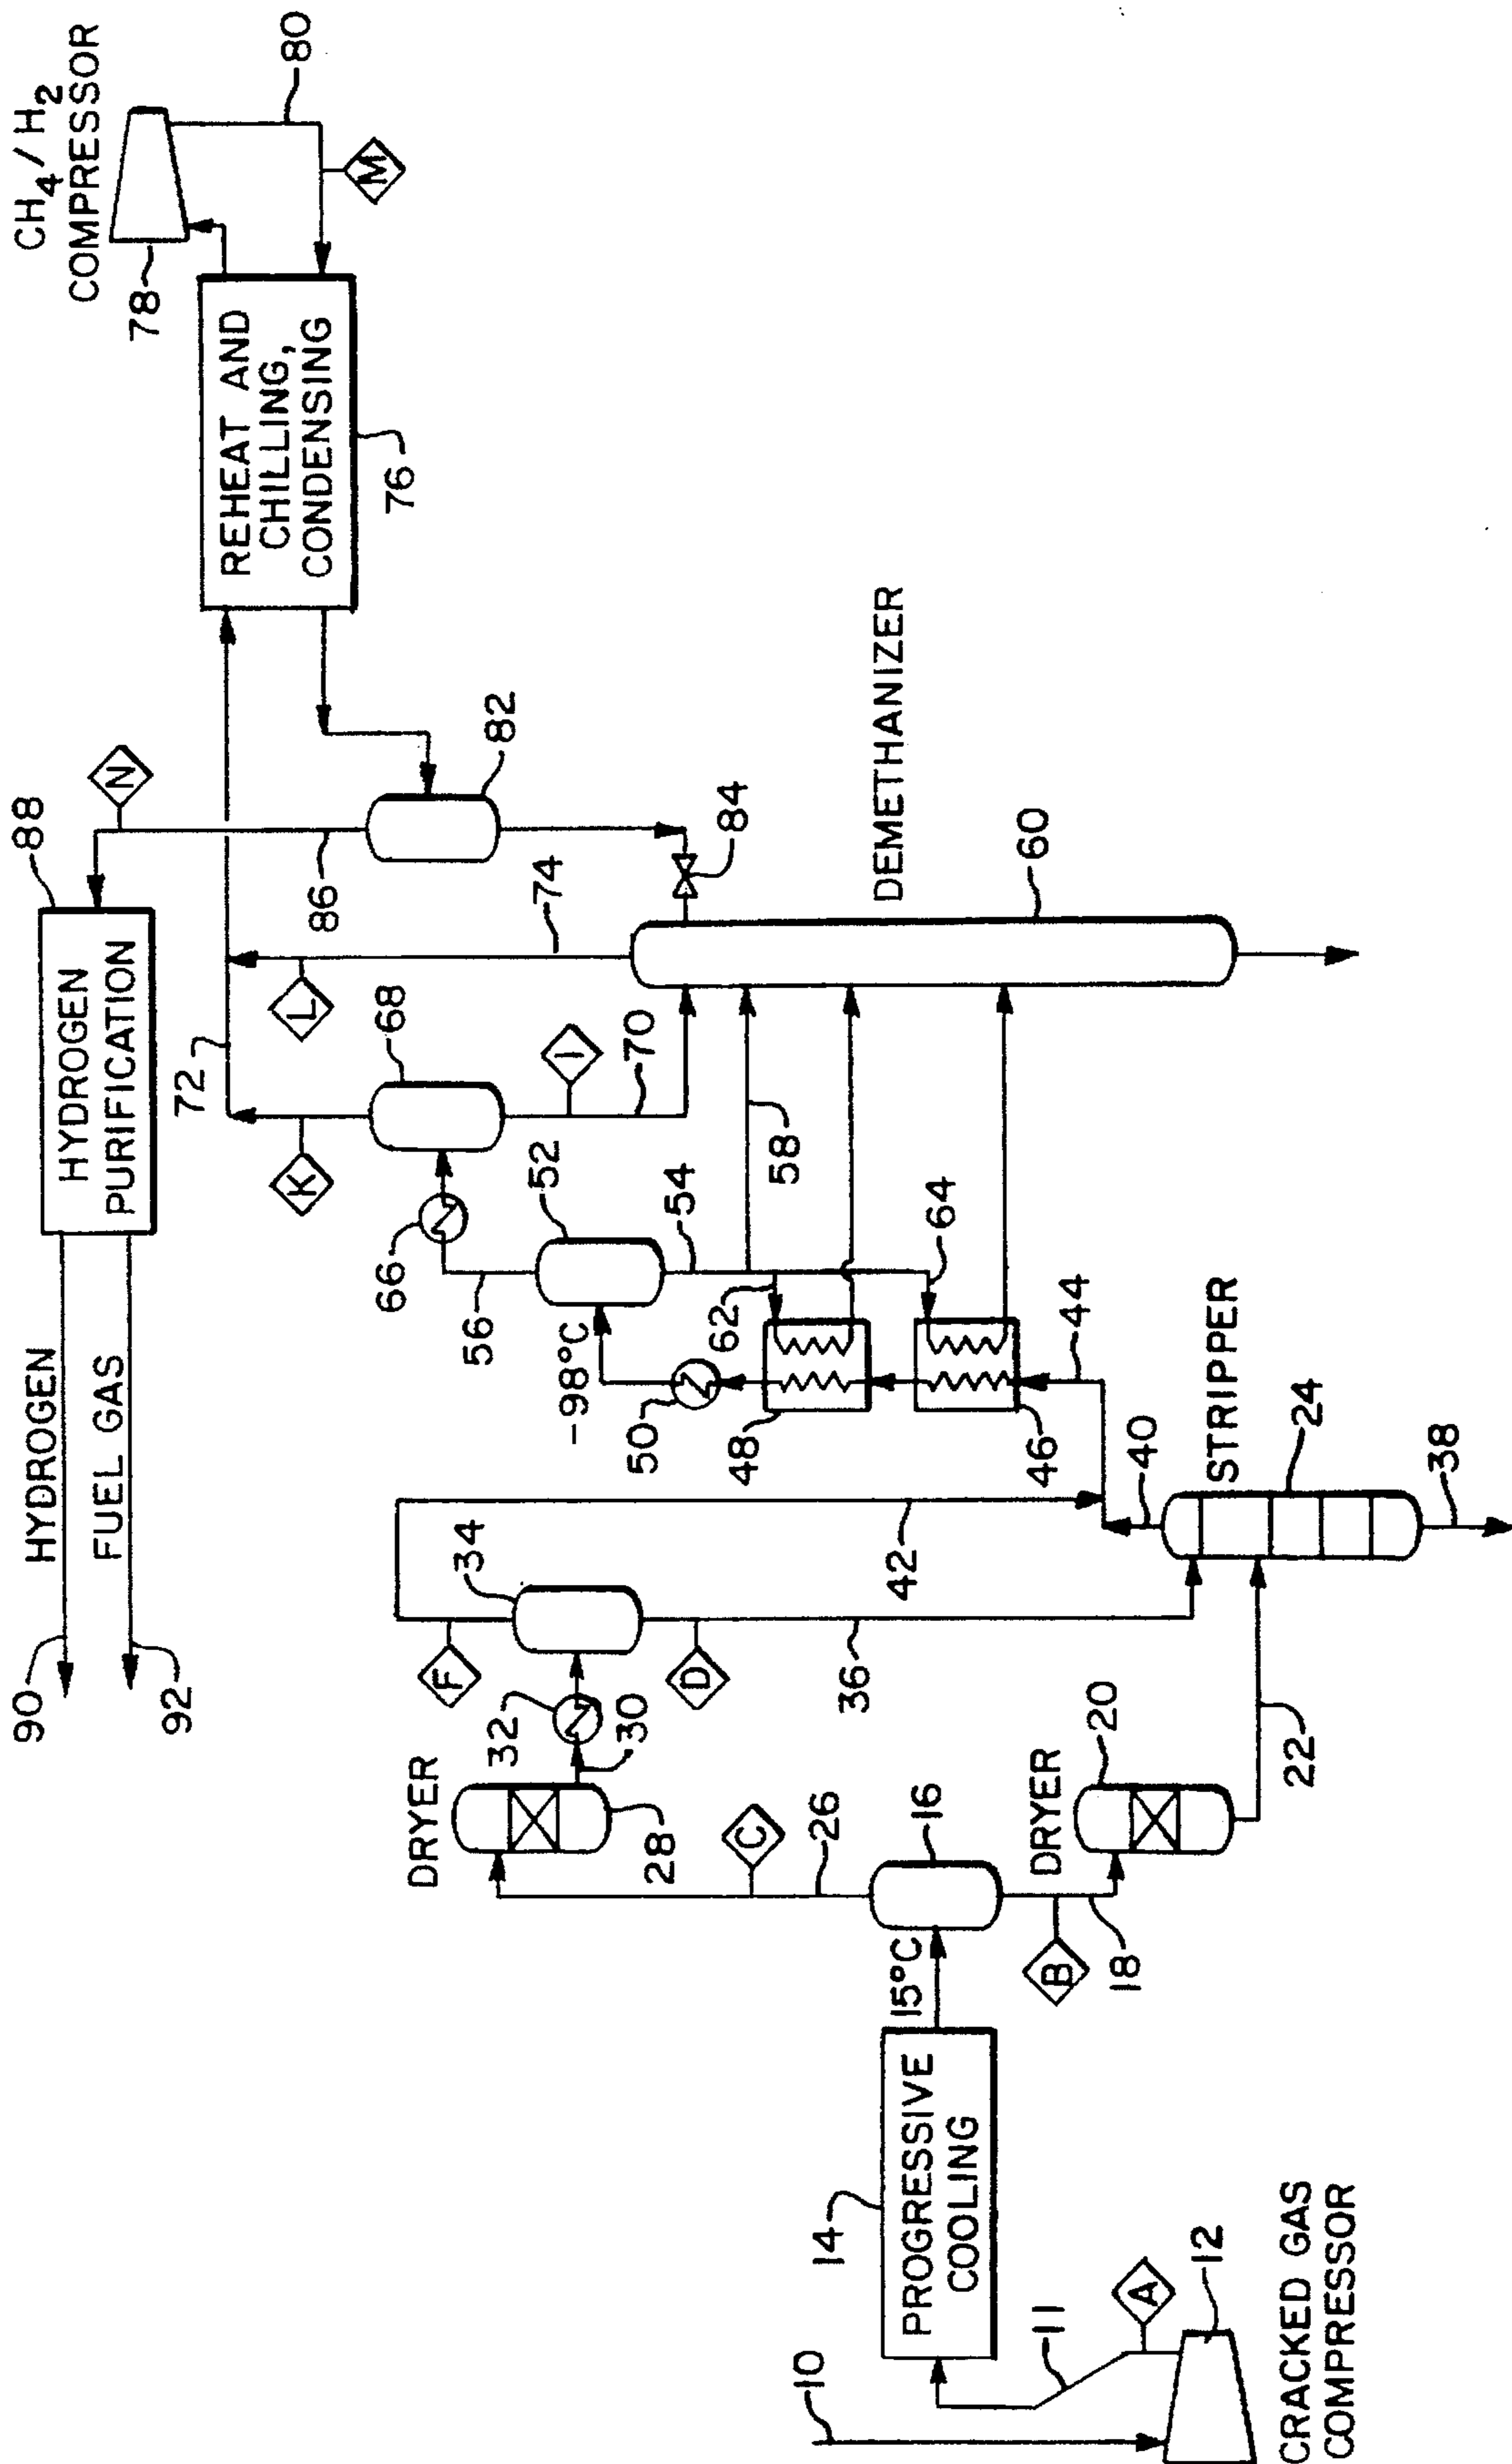 CH4/H2
COMPRESSOR
78
80
M
REHEAT AND
CHILLING,
CONDENSING
76
88
N
HYDROGEN
PURIFICATION
HYDROGEN
FUEL GAS
90
92
72
86
82
84
74
L
K
68
I
70
DEMETHANIZER
60
66
56
52
54
58
62
64
-98°C
50
48
46
44
40
STRIPPER
24
38
42
34
F
D
36
32
30
DRYER
28
C
26
16
DRYER
20
22
15°C
B
18
14
PROGRESSIVE
COOLING
10
11
A
12
CRACKED GAS
COMPRESSOR